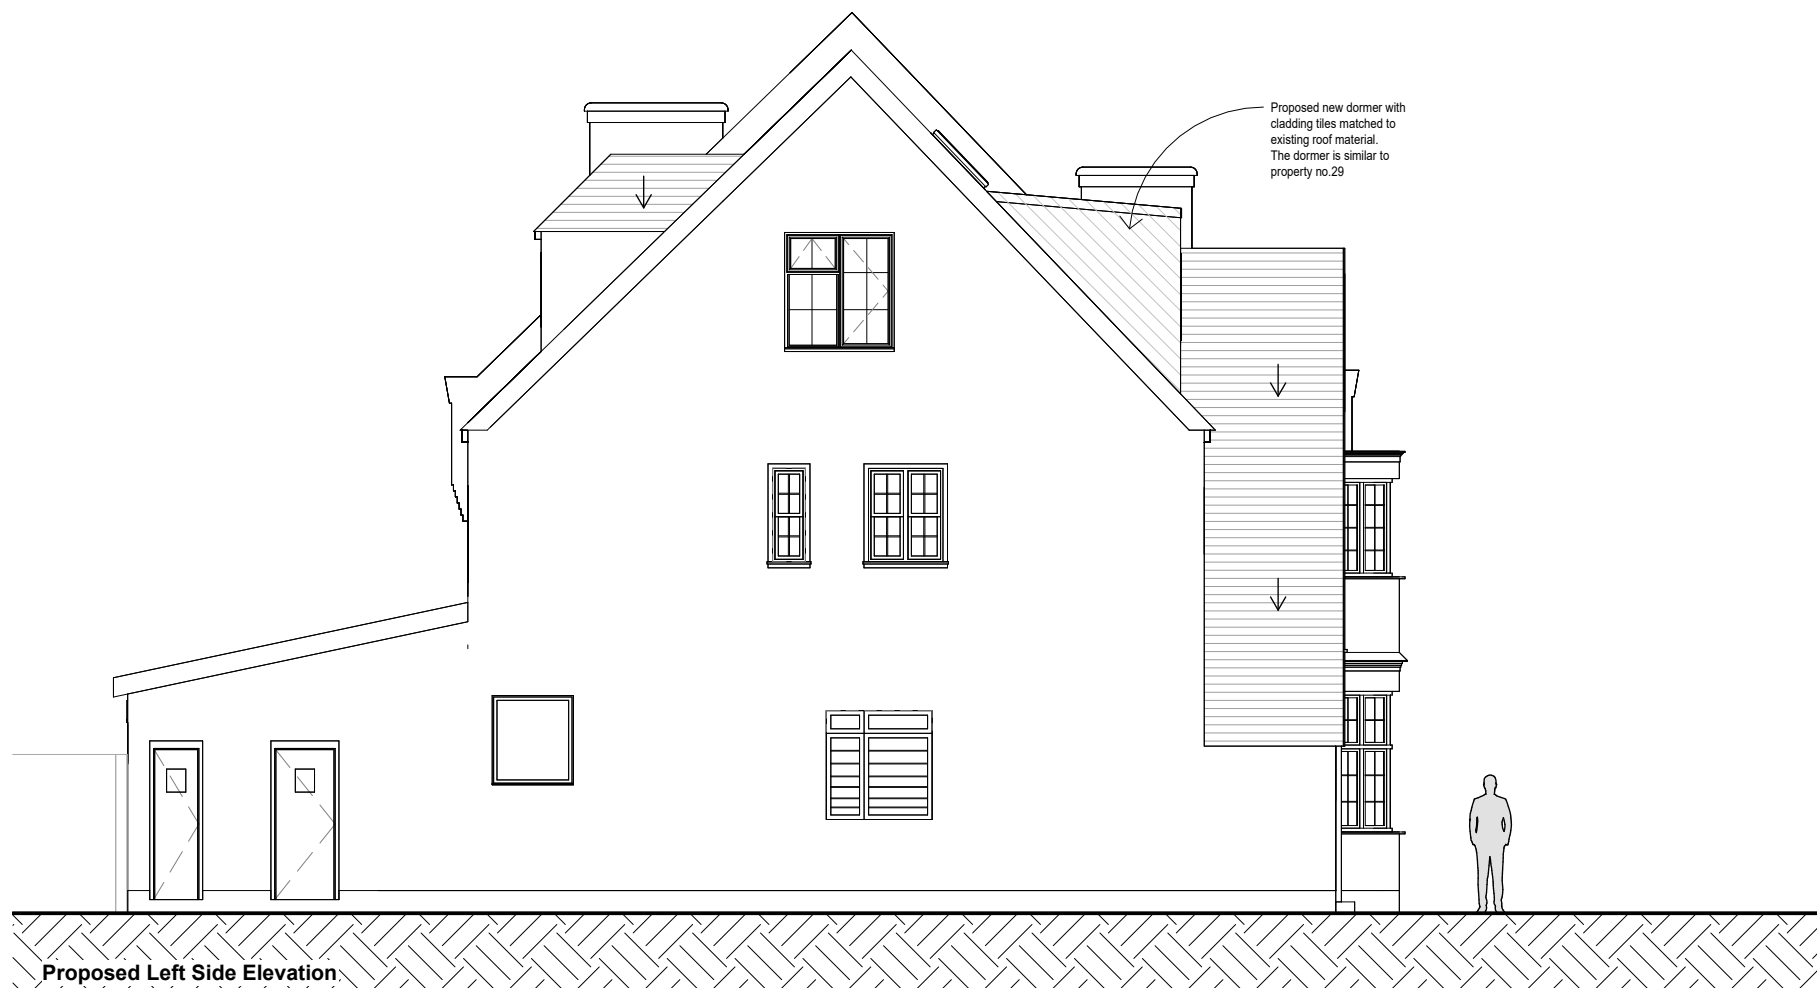 Proposed new dormer with
cladding tiles matched to
existing roof material.
The dormer is similar to
property no.29
Proposed Left Side Elevation